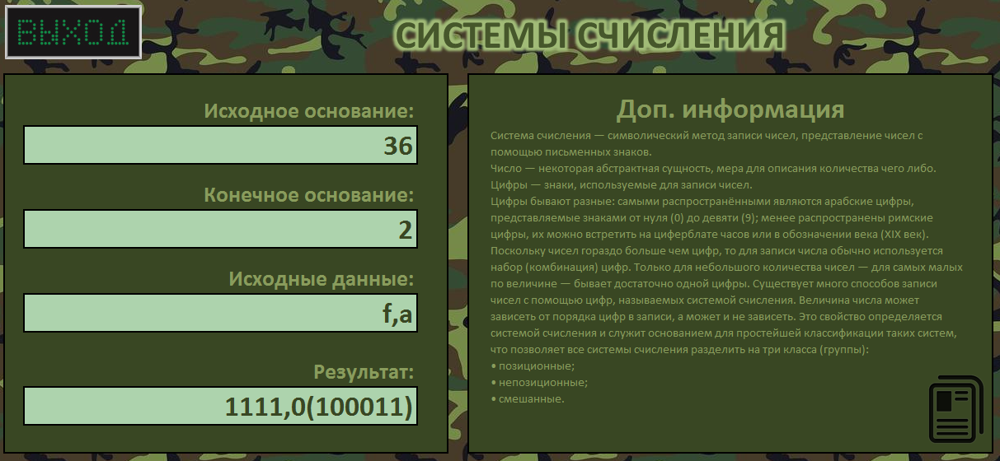 ВЫХОД
СИСТЕМЫ СЧИСЛЕНИЯ
Исходное основание:
36
Конечное основание:
2
Исходные данные:
f,a
Результат:
1111,0(100011)
Доп. информация
Система счисления — символический метод записи чисел, представление чисел с
помощью письменных знаков.
Число — некоторая абстрактная сущность, мера для описания количества чего либо.
Цифры — знаки, используемые для записи чисел.
Цифры бывают разные: самыми распространёнными являются арабские цифры,
представляемые знаками от нуля (0) до девяти (9); менее распространены римские
цифры, их можно встретить на циферблате часов или в обозначении века (XIX век).
Поскольку чисел гораздо больше чем цифр, то для записи числа обычно используется
набор (комбинация) цифр. Только для небольшого количества чисел — для самых малых
по величине — бывает достаточно одной цифры. Существует много способов записи
чисел с помощью цифр, называемых системой счисления. Величина числа может
зависеть от порядка цифр в записи, а может и не зависеть. Это свойство определяется
системой счисления и служит основанием для простейшей классификации таких систем,
что позволяет все системы счисления разделить на три класса (группы):
• позиционные;
• непозиционные;
• смешанные.